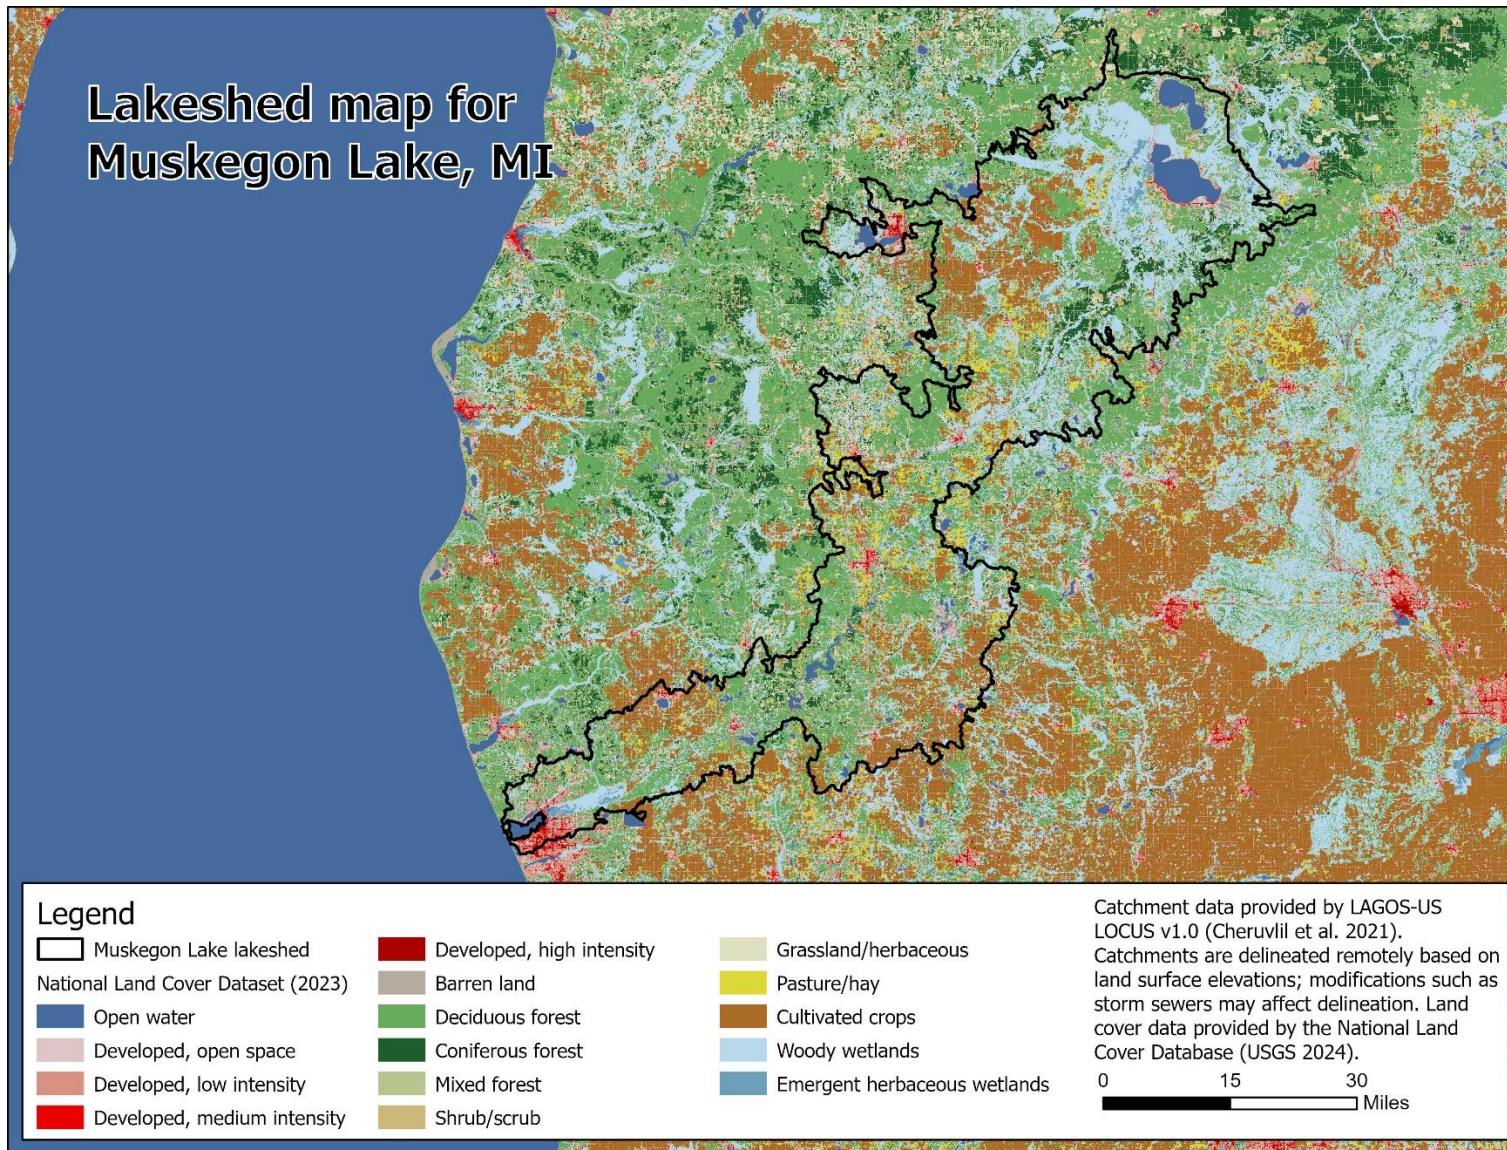 Lakeshed map for
Muskegon Lake, MI
Legend
Muskegon Lake lakeshed
National Land Cover Dataset (2023)
Open water
Developed, open space
Developed, low intensity
Developed, medium intensity
Developed, high intensity
Barren land
Deciduous forest
Coniferous forest
Mixed forest
Shrub/scrub
Grassland/herbaceous
Pasture/hay
Cultivated crops
Woody wetlands
Emergent herbaceous wetlands
Catchment data provided by LAGOS-US
LOCUS v1.0 (Cheruvlil et al. 2021).
Catchments are delineated remotely based on
land surface elevations; modifications such as
storm sewers may affect delineation. Land
cover data provided by the National Land
Cover Database (USGS 2024).
0 15 30
Miles